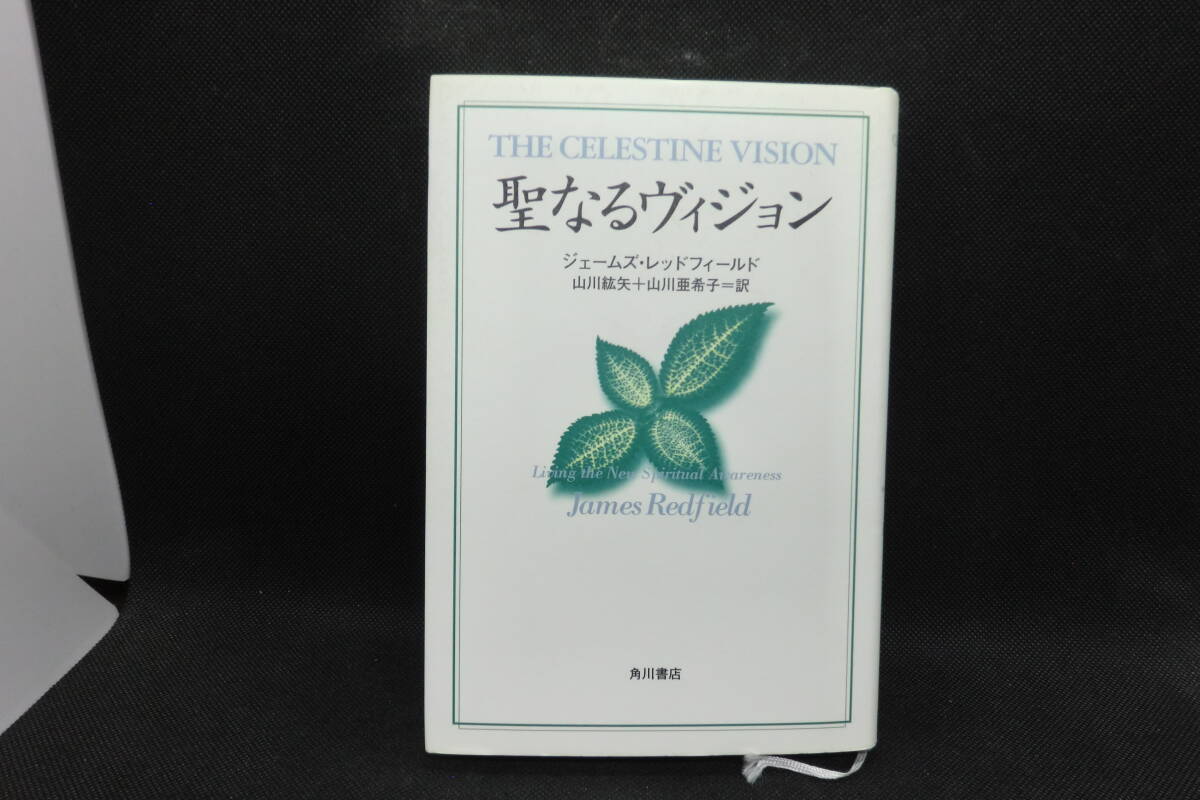 THE CELESTINE VISION
聖なるヴィジョン
ジェームズ・レッドフィールド
山川紘矢＋山川亜希子＝訳
Living the New Spiritual Awareness
James Redfield
角川書店